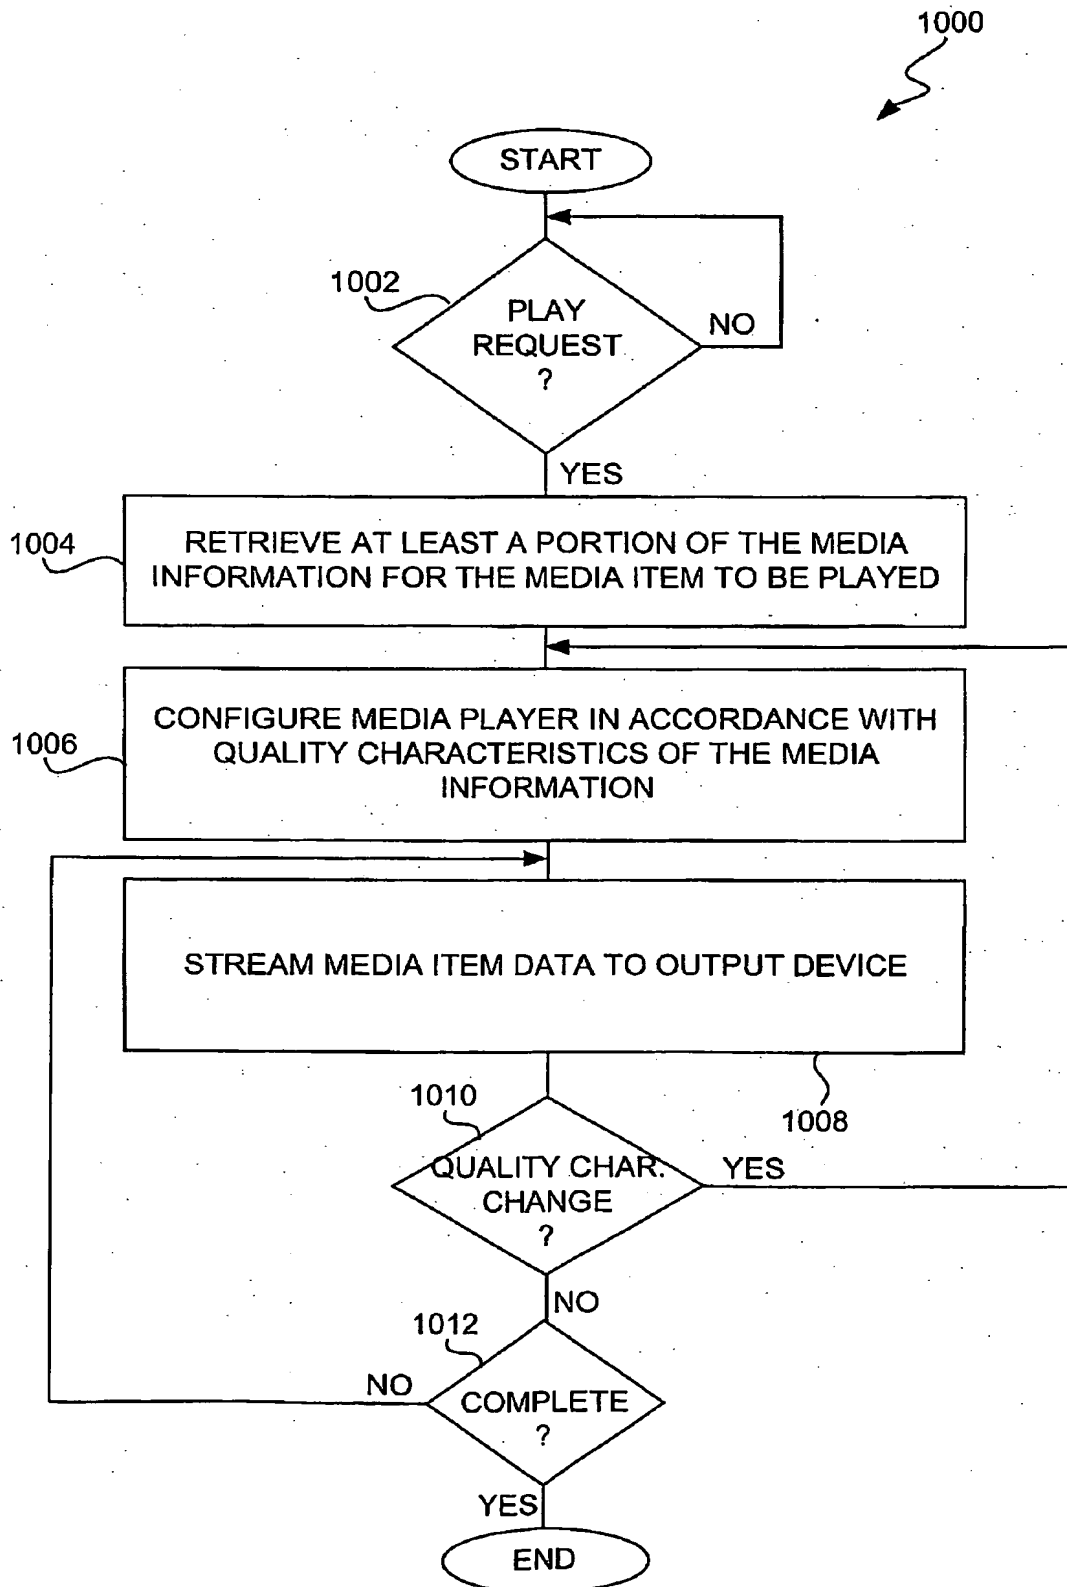 1000
START
1002
PLAY
REQUEST
?
NO
YES
1004
RETRIEVE AT LEAST A PORTION OF THE MEDIA
INFORMATION FOR THE MEDIA ITEM TO BE PLAYED
1006
CONFIGURE MEDIA PLAYER IN ACCORDANCE WITH
QUALITY CHARACTERISTICS OF THE MEDIA
INFORMATION
STREAM MEDIA ITEM DATA TO OUTPUT DEVICE
1008
1010
QUALITY CHAR.
CHANGE
?
YES
NO
1012
COMPLETE
?
NO
YES
END